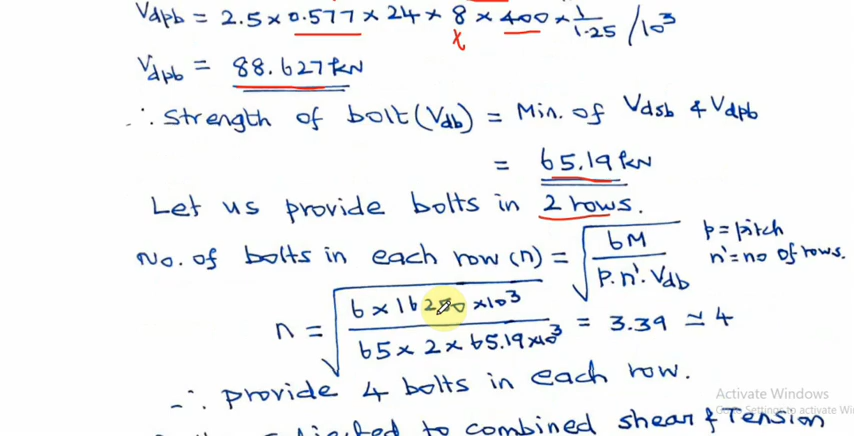 Vdpb = 2.5 × 0.577 × 24 × 8 × 400 × 1/1.25 /10³
x
Vdpb = 88.627 kN
∴ Strength of bolt (Vdb) = Min. of Vdsb & Vdpb
= 65.19 kN
Let us provide bolts in 2 rows.
No. of bolts in each row (n) = √(6M / P. n'. Vdb)
p = pitch
n' = no of rows.
n = √(6 × 16250 × 10³ / 65 × 2 × 65.19 × 10³) = 3.39 ≃ 4
∴ Provide 4 bolts in each row.
Activate Windows
Go to Settings to activate Wi
to combined shear & Tension